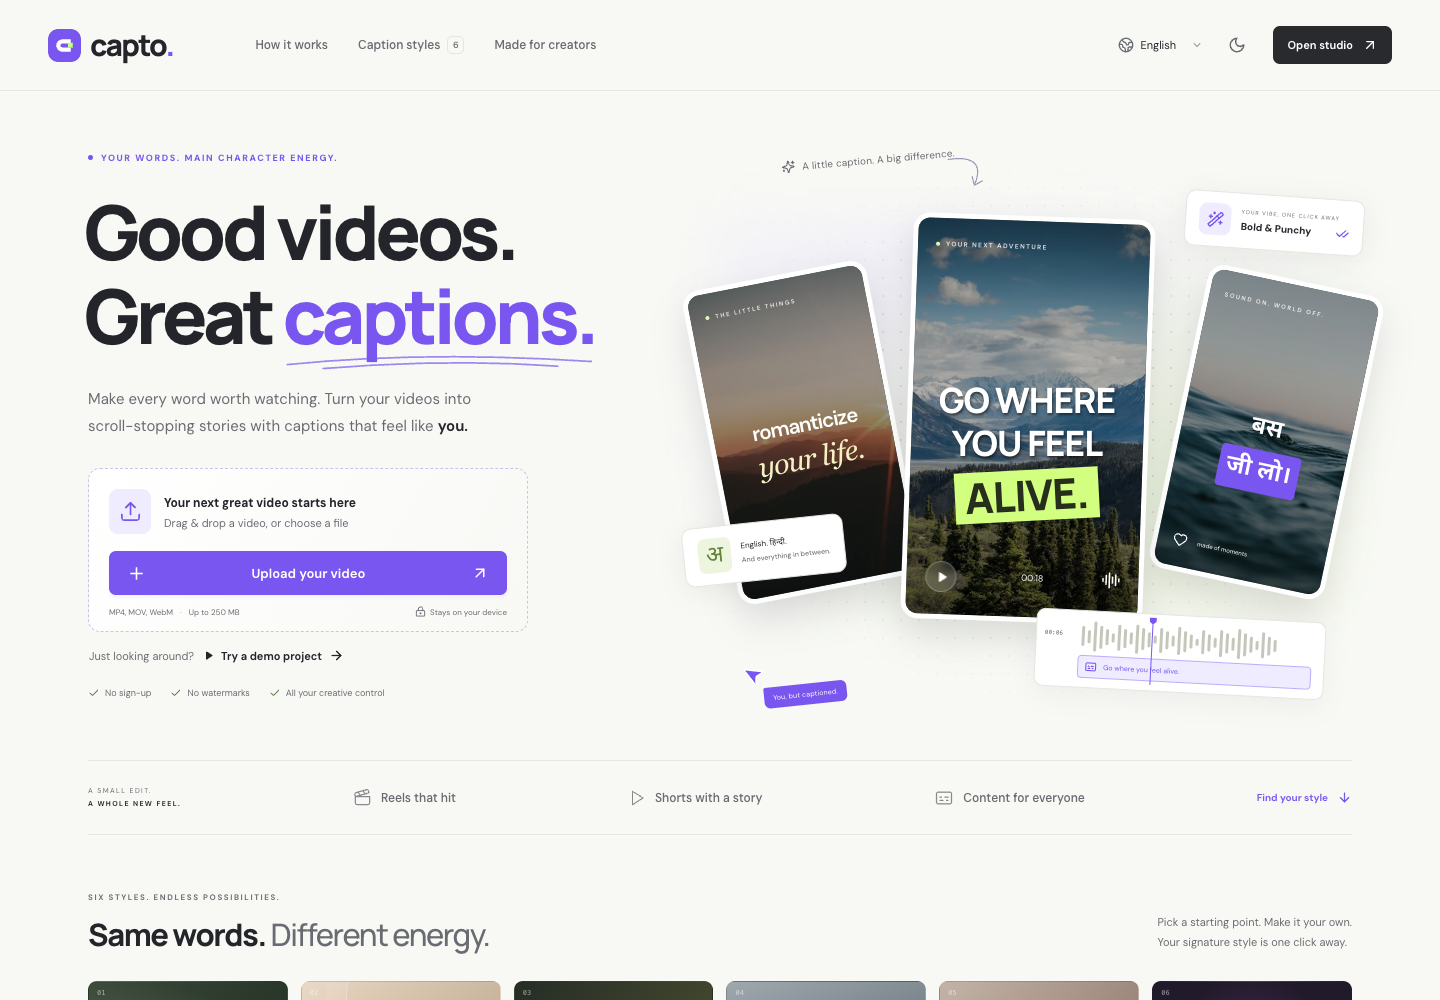 capto.
How it works
Caption styles 6
Made for creators
English
Open studio
YOUR WORDS. MAIN CHARACTER ENERGY.
Good videos.
Great captions.
Make every word worth watching. Turn your videos into
scroll-stopping stories with captions that feel like you.
Your next great video starts here
Drag & drop a video, or choose a file
Upload your video
MP4, MOV, WebM · Up to 250 MB
Stays on your device
Just looking around? Try a demo project
No sign-up
No watermarks
All your creative control
A little caption. A big difference.
YOUR VIBE, ONE CLICK AWAY
Bold & Punchy
THE LITTLE THINGS
romanticize
your life.
अ
English. हिन्दी.
And everything in between.
YOUR NEXT ADVENTURE
GO WHERE
YOU FEEL
ALIVE.
00:18
SOUND ON. WORLD OFF.
बस
जी लो।
made of moments
00:06
Go where you feel alive.
You, but captioned.
A SMALL EDIT.
A WHOLE NEW FEEL.
Reels that hit
Shorts with a story
Content for everyone
Find your style
SIX STYLES. ENDLESS POSSIBILITIES.
Same words. Different energy.
Pick a starting point. Make it your own.
Your signature style is one click away.
01
02
03
04
05
06